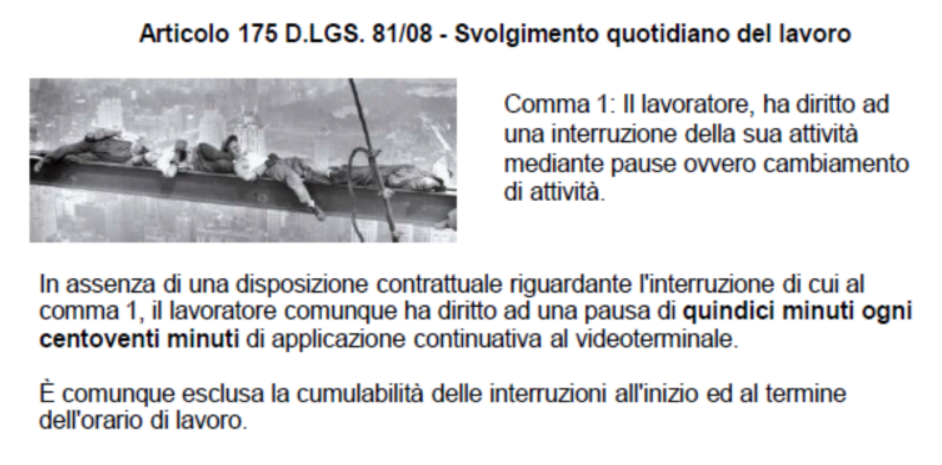 Articolo 175 D.LGS. 81/08 - Svolgimento quotidiano del lavoro
Comma 1: Il lavoratore, ha diritto ad
una interruzione della sua attività
mediante pause ovvero cambiamento
di attività.
In assenza di una disposizione contrattuale riguardante l'interruzione di cui al
comma 1, il lavoratore comunque ha diritto ad una pausa di quindici minuti ogni
centoventi minuti di applicazione continuativa al videoterminale.
È comunque esclusa la cumulabilità delle interruzioni all'inizio ed al termine
dell'orario di lavoro.